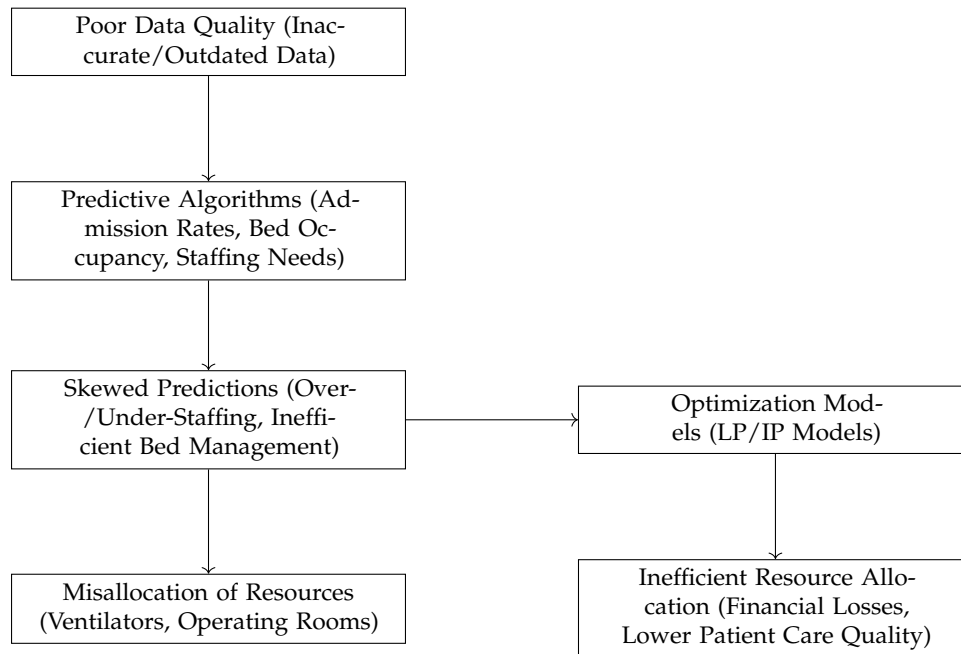 Poor Data Quality (Inac-
curate/Outdated Data)
Predictive Algorithms (Ad-
mission Rates, Bed Oc-
cupancy, Staffing Needs)
Skewed Predictions (Over-
/Under-Staffing, Ineffi-
cient Bed Management)
Optimization Mod-
els (LP/IP Models)
Misallocation of Resources
(Ventilators, Operating Rooms)
Inefficient Resource Allo-
cation (Financial Losses,
Lower Patient Care Quality)